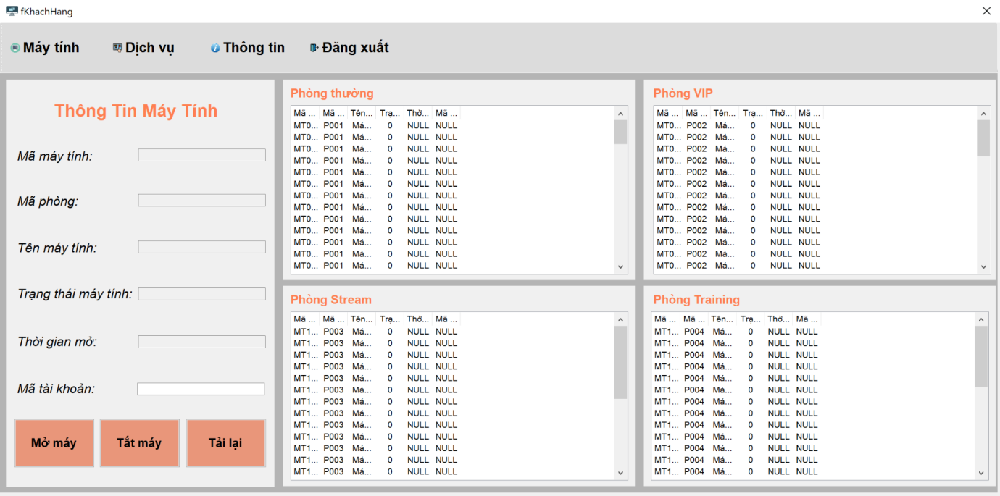 fKhachHang
Máy tính Dịch vụ Thông tin Đăng xuất
Thông Tin Máy Tính
Mã máy tính:
Mã phòng:
Tên máy tính:
Trạng thái máy tính:
Thời gian mở:
Mã tài khoản:
Mở máy Tắt máy Tải lại
Phòng thường
Mã ... Mã ... Tên... Trạ... Thờ... Mã ...
MT0... P001 Má... 0 NULL NULL
MT0... P001 Má... 0 NULL NULL
MT0... P001 Má... 0 NULL NULL
MT0... P001 Má... 0 NULL NULL
MT0... P001 Má... 0 NULL NULL
MT0... P001 Má... 0 NULL NULL
MT0... P001 Má... 0 NULL NULL
MT0... P001 Má... 0 NULL NULL
MT0... P001 Má... 0 NULL NULL
MT0... P001 Má... 0 NULL NULL
MT0... P001 Má... 0 NULL NULL
MT0... P001 Má... 0 NULL NULL
MT0... P001 Má... 0 NULL NULL
Phòng VIP
Mã ... Mã ... Tên... Trạ... Thờ... Mã ...
MT0... P002 Má... 0 NULL NULL
MT0... P002 Má... 0 NULL NULL
MT0... P002 Má... 0 NULL NULL
MT0... P002 Má... 0 NULL NULL
MT0... P002 Má... 0 NULL NULL
MT0... P002 Má... 0 NULL NULL
MT0... P002 Má... 0 NULL NULL
MT0... P002 Má... 0 NULL NULL
MT0... P002 Má... 0 NULL NULL
MT0... P002 Má... 0 NULL NULL
MT0... P002 Má... 0 NULL NULL
MT0... P002 Má... 0 NULL NULL
MT0... P002 Má... 0 NULL NULL
Phòng Stream
Mã ... Mã ... Tên... Trạ... Thờ... Mã ...
MT1... P003 Má... 0 NULL NULL
MT1... P003 Má... 0 NULL NULL
MT1... P003 Má... 0 NULL NULL
MT1... P003 Má... 0 NULL NULL
MT1... P003 Má... 0 NULL NULL
MT1... P003 Má... 0 NULL NULL
MT1... P003 Má... 0 NULL NULL
MT1... P003 Má... 0 NULL NULL
MT1... P003 Má... 0 NULL NULL
MT1... P003 Má... 0 NULL NULL
MT1... P003 Má... 0 NULL NULL
MT1... P003 Má... 0 NULL NULL
MT1... P003 Má... 0 NULL NULL
Phòng Training
Mã ... Mã ... Tên... Trạ... Thờ... Mã ...
MT1... P004 Má... 0 NULL NULL
MT1... P004 Má... 0 NULL NULL
MT1... P004 Má... 0 NULL NULL
MT1... P004 Má... 0 NULL NULL
MT1... P004 Má... 0 NULL NULL
MT1... P004 Má... 0 NULL NULL
MT1... P004 Má... 0 NULL NULL
MT1... P004 Má... 0 NULL NULL
MT1... P004 Má... 0 NULL NULL
MT1... P004 Má... 0 NULL NULL
MT1... P004 Má... 0 NULL NULL
MT1... P004 Má... 0 NULL NULL
MT1... P004 Má... 0 NULL NULL